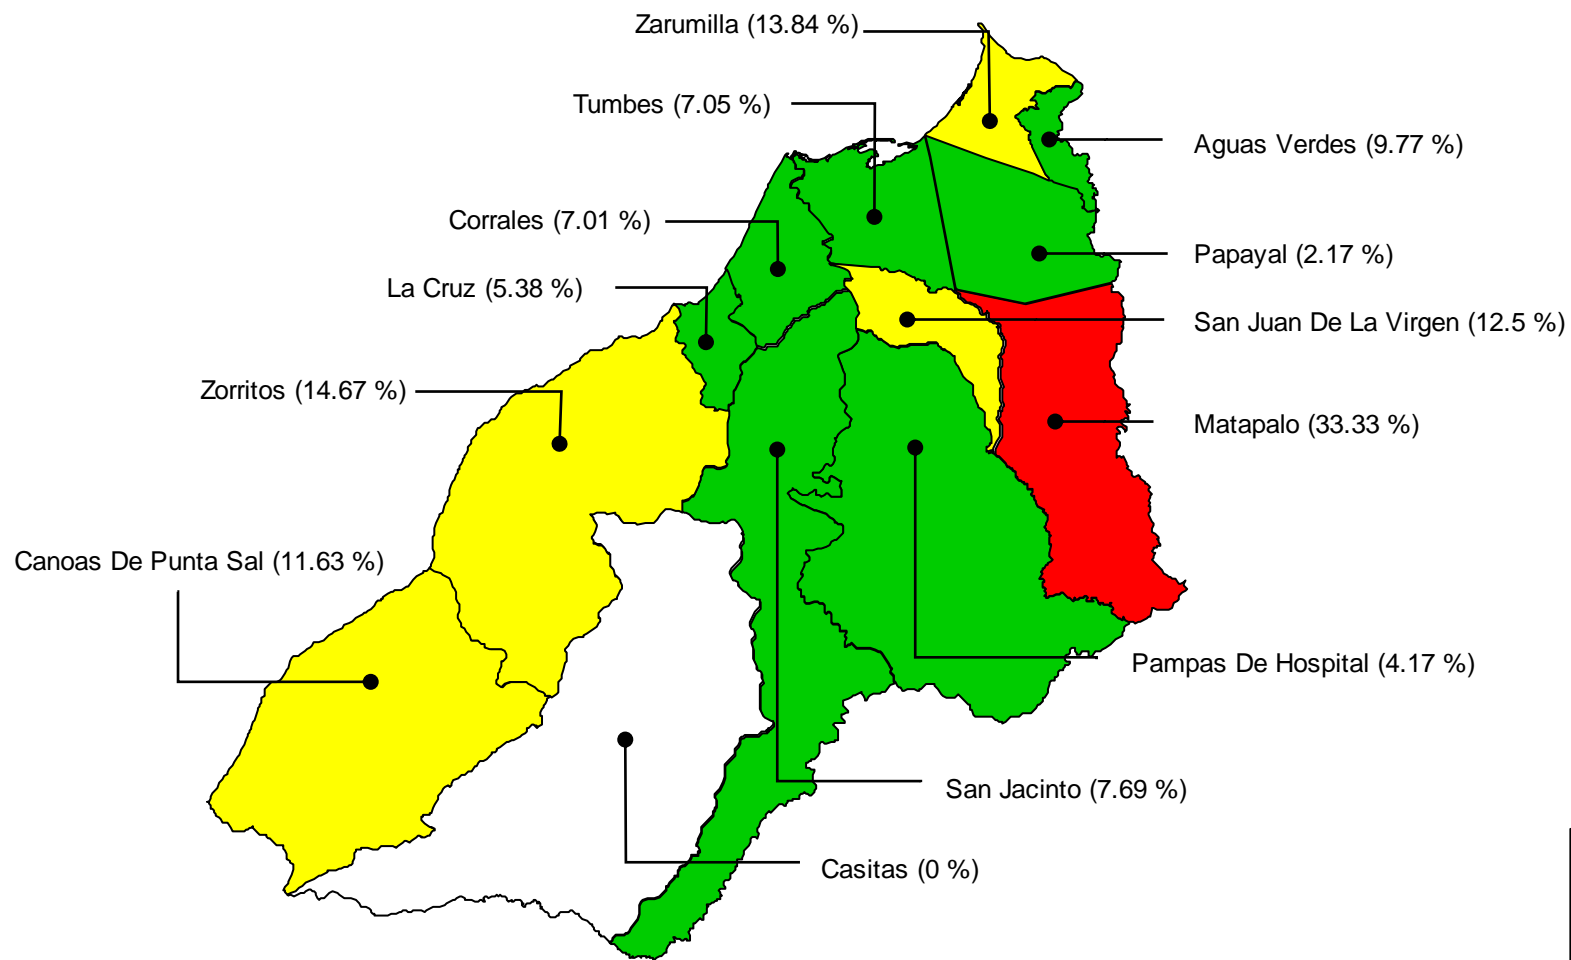 Zarumilla (13.84 %)
Tumbes (7.05 %)
Aguas Verdes (9.77 %)
Corrales (7.01 %)
Papayal (2.17 %)
La Cruz (5.38 %)
San Juan De La Virgen (12.5 %)
Zorritos (14.67 %)
Matapalo (33.33 %)
Canoas De Punta Sal (11.63 %)
Pampas De Hospital (4.17 %)
San Jacinto (7.69 %)
Casitas (0 %)